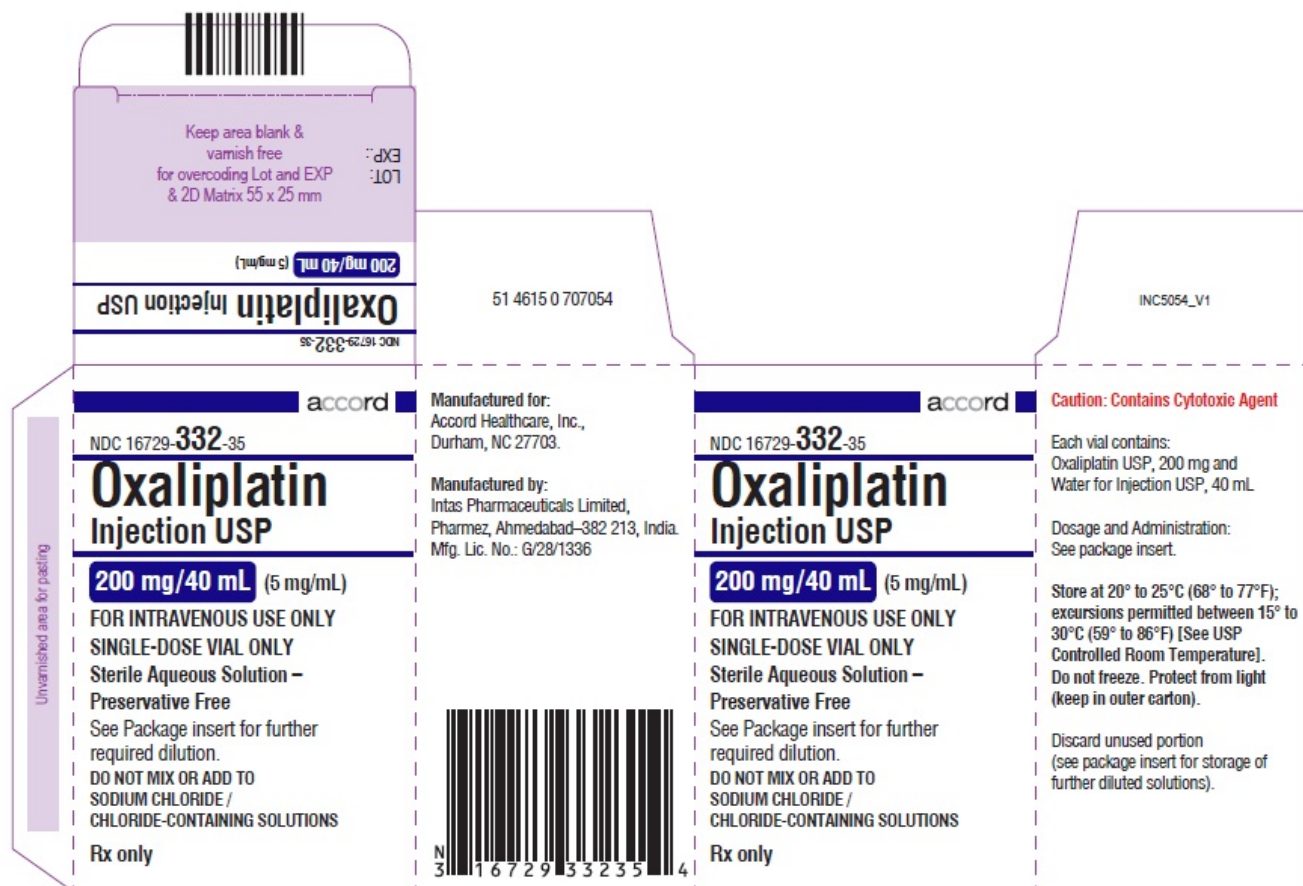 Keep area blank &
varnish free
for overcoding Lot and EXP
& 2D Matrix 55 x 25 mm
LOT:
EXP.:
NDC 16729-332-35
Oxaliplatin Injection USP
200 mg/40 mL (5 mg/mL)
51 4615 0 707054
INC5054_V1
Unvarnished area for pasting
accord
NDC 16729-332-35
Oxaliplatin
Injection USP
200 mg/40 mL (5 mg/mL)
FOR INTRAVENOUS USE ONLY
SINGLE-DOSE VIAL ONLY
Sterile Aqueous Solution –
Preservative Free
See Package insert for further
required dilution.
DO NOT MIX OR ADD TO
SODIUM CHLORIDE /
CHLORIDE-CONTAINING SOLUTIONS
Rx only
Manufactured for:
Accord Healthcare, Inc.,
Durham, NC 27703.
Manufactured by:
Intas Pharmaceuticals Limited,
Pharmez, Ahmedabad–382 213, India.
Mfg. Lic. No.: G/28/1336
N
3 16729 33235 4
accord
NDC 16729-332-35
Oxaliplatin
Injection USP
200 mg/40 mL (5 mg/mL)
FOR INTRAVENOUS USE ONLY
SINGLE-DOSE VIAL ONLY
Sterile Aqueous Solution –
Preservative Free
See Package insert for further
required dilution.
DO NOT MIX OR ADD TO
SODIUM CHLORIDE /
CHLORIDE-CONTAINING SOLUTIONS
Rx only
Caution: Contains Cytotoxic Agent
Each vial contains:
Oxaliplatin USP, 200 mg and
Water for Injection USP, 40 mL
Dosage and Administration:
See package insert.
Store at 20° to 25°C (68° to 77°F);
excursions permitted between 15° to
30°C (59° to 86°F) [See USP
Controlled Room Temperature].
Do not freeze. Protect from light
(keep in outer carton).
Discard unused portion
(see package insert for storage of
further diluted solutions).